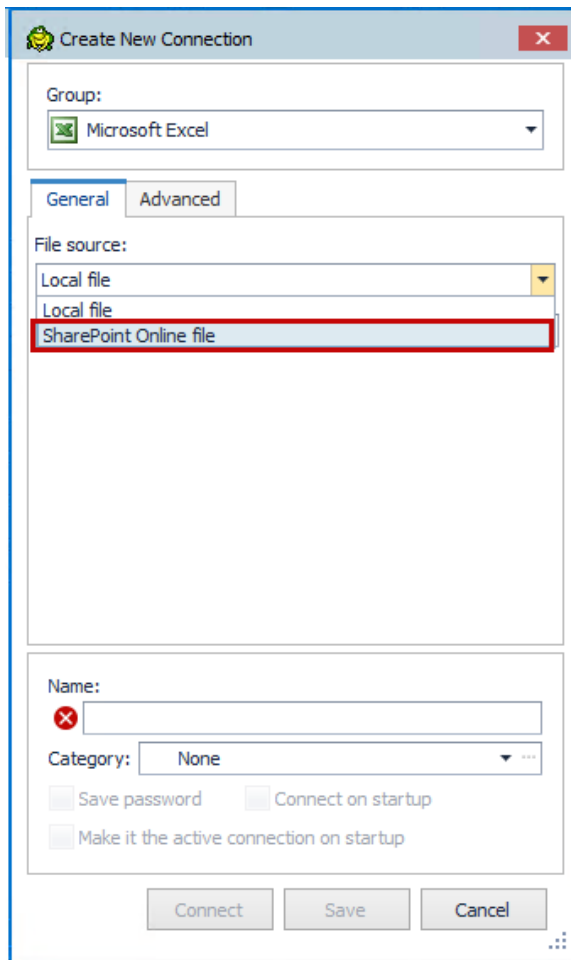 Create New Connection
Group:
Microsoft Excel
General Advanced
File source:
Local file
Local file
SharePoint Online file
Name:
Category: None
Save password Connect on startup
Make it the active connection on startup
Connect Save Cancel